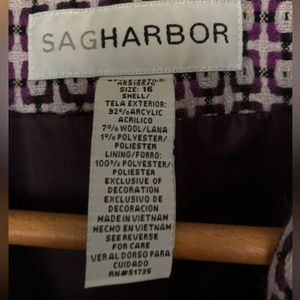 SAGHARBOR
SIZE: 16
SHELL/
TELA EXTERIOR:
92% ARCYLIC
ACRILICO
7% WOOL/LANA
1% POLYESTER/
POLIESTER
LINING/FORRO:
100% POLYESTER/
POLIESTER
EXCLUSIVE OF
DECORATION
EXCLUSIVO DE
DECORACION
MADE IN VIETNAM
HECHO EN VIETNAM
SEE REVERSE
FOR CARE
VER AL DORSO PARA
CUIDADO
RN#51735